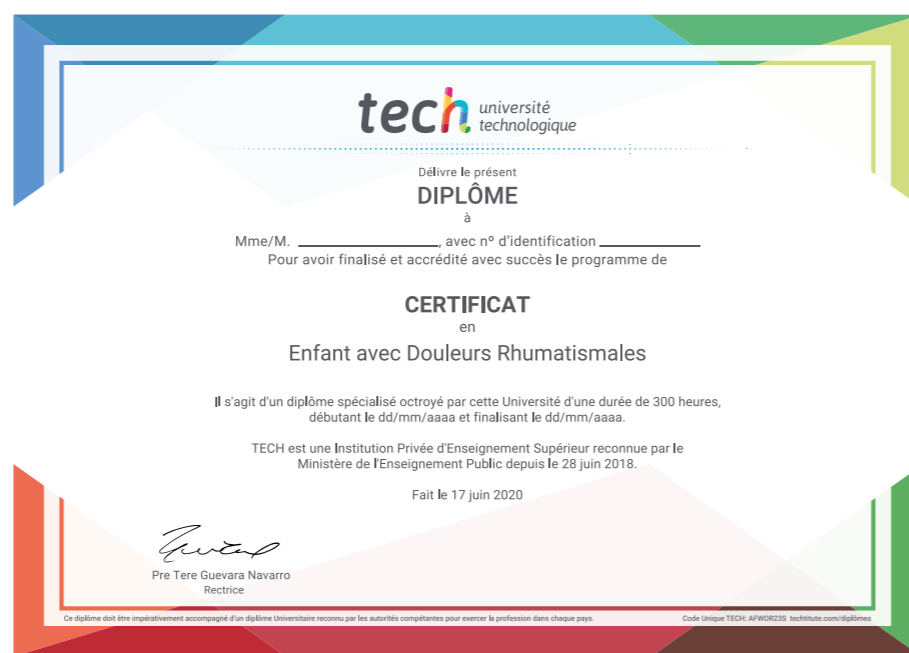 tech université
technologique
Délivre le présent
DIPLÔME
à
Mme/M. ____________, avec nº d'identification ____________
Pour avoir finalisé et accrédité avec succès le programme de
CERTIFICAT
en
Enfant avec Douleurs Rhumatismales
Il s'agit d'un diplôme spécialisé octroyé par cette Université d'une durée de 300 heures,
débutant le dd/mm/aaaa et finalisant le dd/mm/aaaa.
TECH est une Institution Privée d'Enseignement Supérieur reconnue par le
Ministère de l'Enseignement Public depuis le 28 juin 2018.
Fait le 17 juin 2020
Pre Tere Guevara Navarro
Rectrice
Ce diplôme doit être impérativement accompagné d'un diplôme Universitaire reconnu par les autorités compétantes pour exercer la profession dans chaque pays. Code Unique TECH: AFWOR23S techtitute.com/diplômes